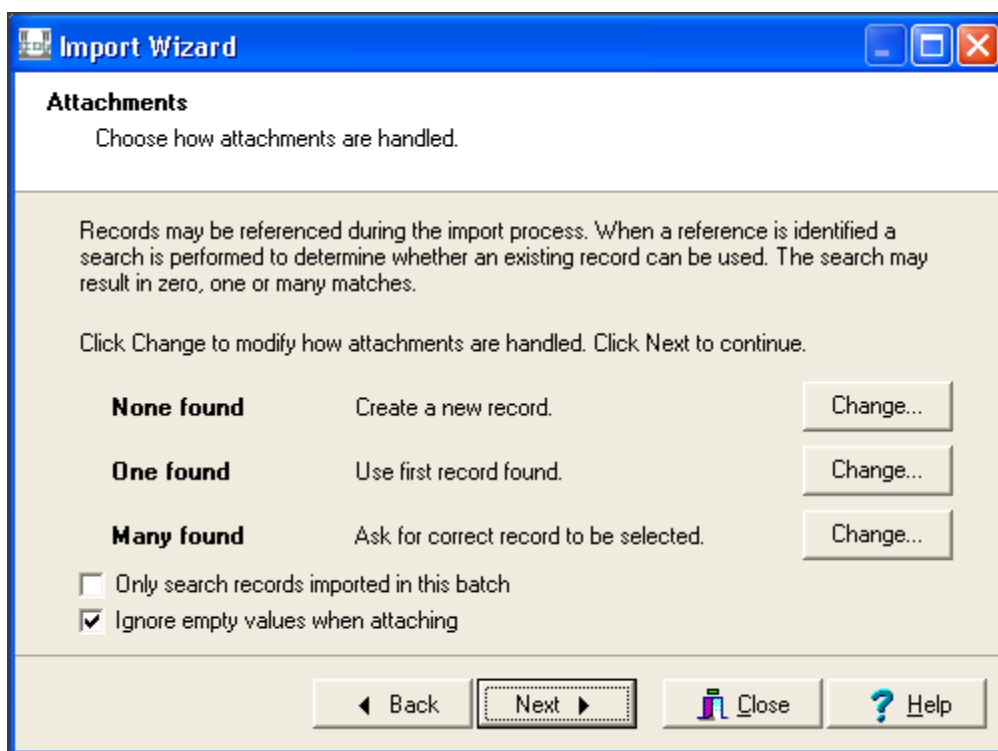 Import Wizard
Attachments
Choose how attachments are handled.
Records may be referenced during the import process. When a reference is identified a
search is performed to determine whether an existing record can be used. The search may
result in zero, one or many matches.
Click Change to modify how attachments are handled. Click Next to continue.
None found Create a new record. Change...
One found Use first record found. Change...
Many found Ask for correct record to be selected. Change...
Only search records imported in this batch
Ignore empty values when attaching
Back Next Close Help